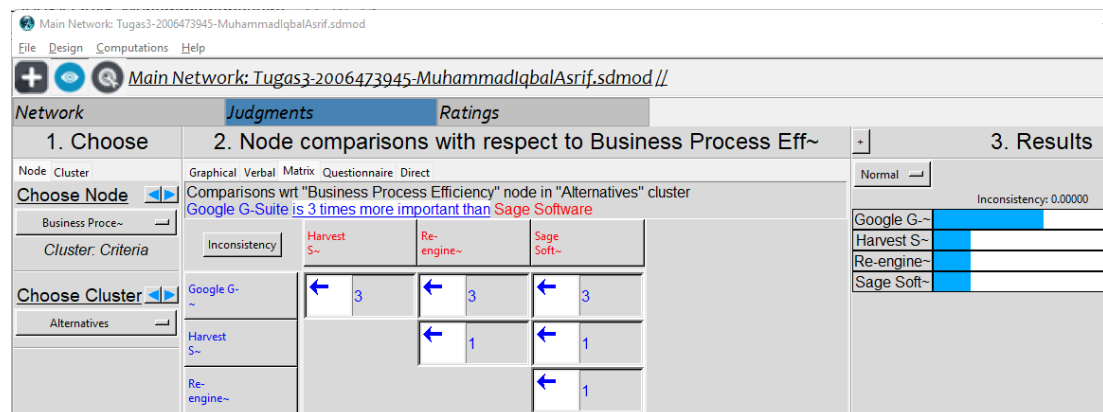 Main Network: Tugas3-2006473945-MuhammadIqbalAsrif.sdmod
File Design Computations Help
Main Network: Tugas3-2006473945-MuhammadIqbalAsrif.sdmod //
Network Judgments Ratings
1. Choose
2. Node comparisons with respect to Business Process Eff~
+ 3. Results
Node Cluster
Graphical Verbal Matrix Questionnaire Direct
Normal
Choose Node
Comparisons wrt "Business Process Efficiency" node in "Alternatives" cluster
Google G-Suite is 3 times more important than Sage Software
Inconsistency: 0.00000
Business Proce~
Cluster: Criteria
Inconsistency
Harvest S~
Re-engine~
Sage Soft~
Google G-~
Harvest S~
Re-engine~
Sage Soft~
Choose Cluster
Alternatives
Google G-~ 3 3 3
Harvest S~ 1 1
Re-engine~ 1